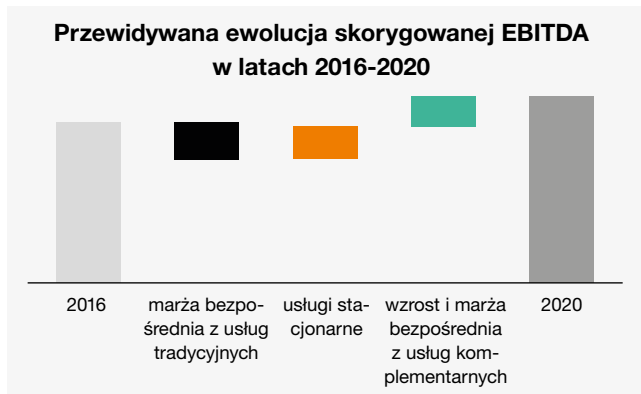 Przewidywana ewolucja skorygowanej EBITDA
w latach 2016-2020
2016
marża bezpo-
średnia z usług
tradycyjnych
usługi sta-
cjonarne
wzrost i marża
bezpośrednia
z usług kom-
plementarnych
2020